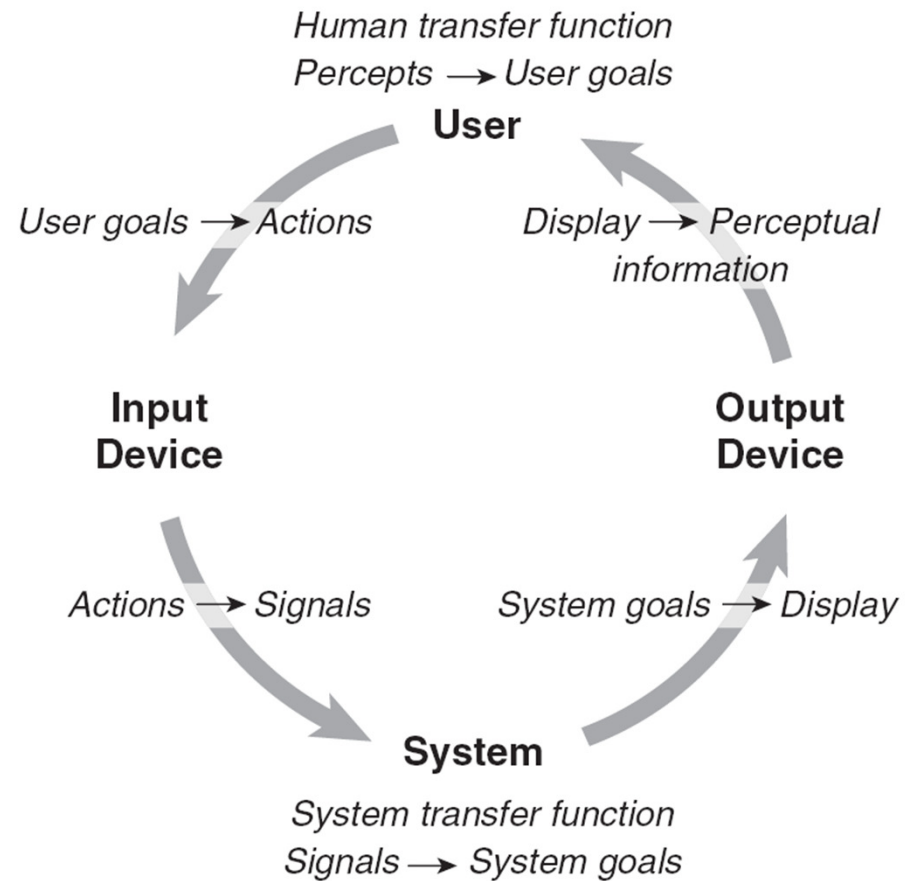 Human transfer function
Percepts → User goals
User
User goals → Actions
Display → Perceptual
information
Input
Device
Output
Device
Actions → Signals
System goals → Display
System
System transfer function
Signals → System goals